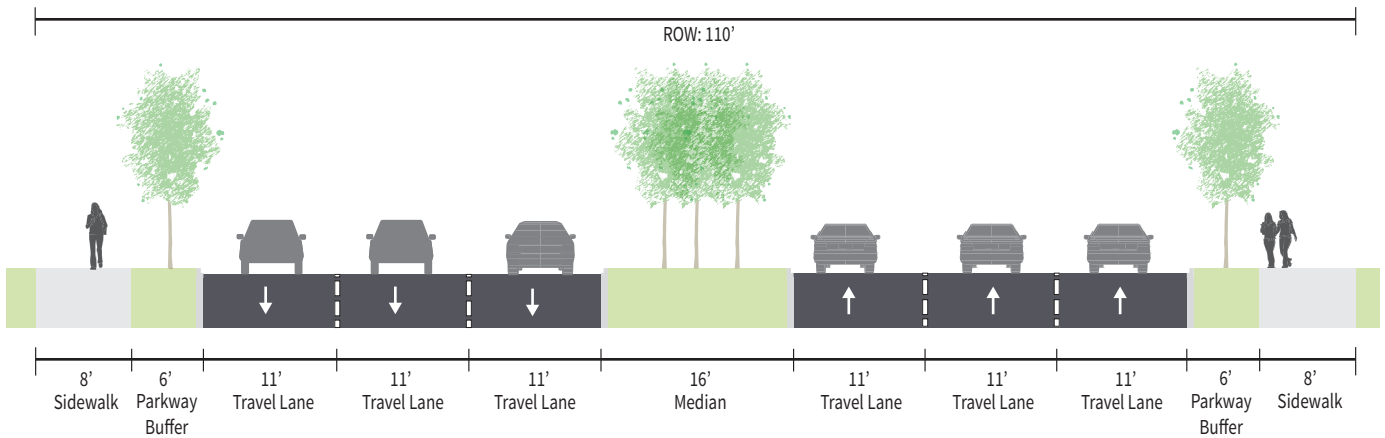 ROW: 110’
8’
Sidewalk
6’
Parkway
Buffer
11’
Travel Lane
11’
Travel Lane
11’
Travel Lane
16’
Median
11’
Travel Lane
11’
Travel Lane
11’
Travel Lane
6’
Parkway
Buffer
8’
Sidewalk